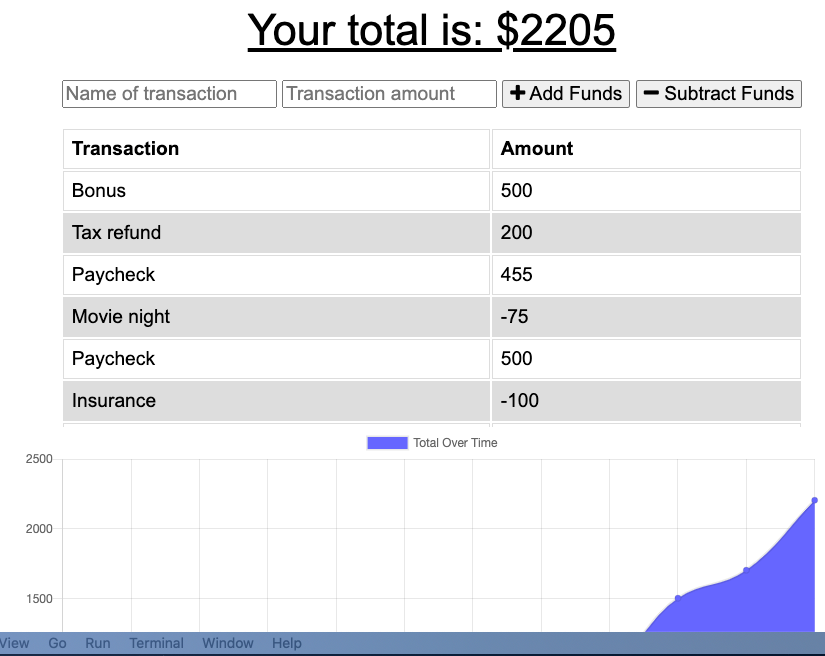 Your total is: $2205
Name of transaction Transaction amount + Add Funds − Subtract Funds
Transaction Amount
Bonus 500
Tax refund 200
Paycheck 455
Movie night -75
Paycheck 500
Insurance -100
Total Over Time
2500
2000
1500
View Go Run Terminal Window Help